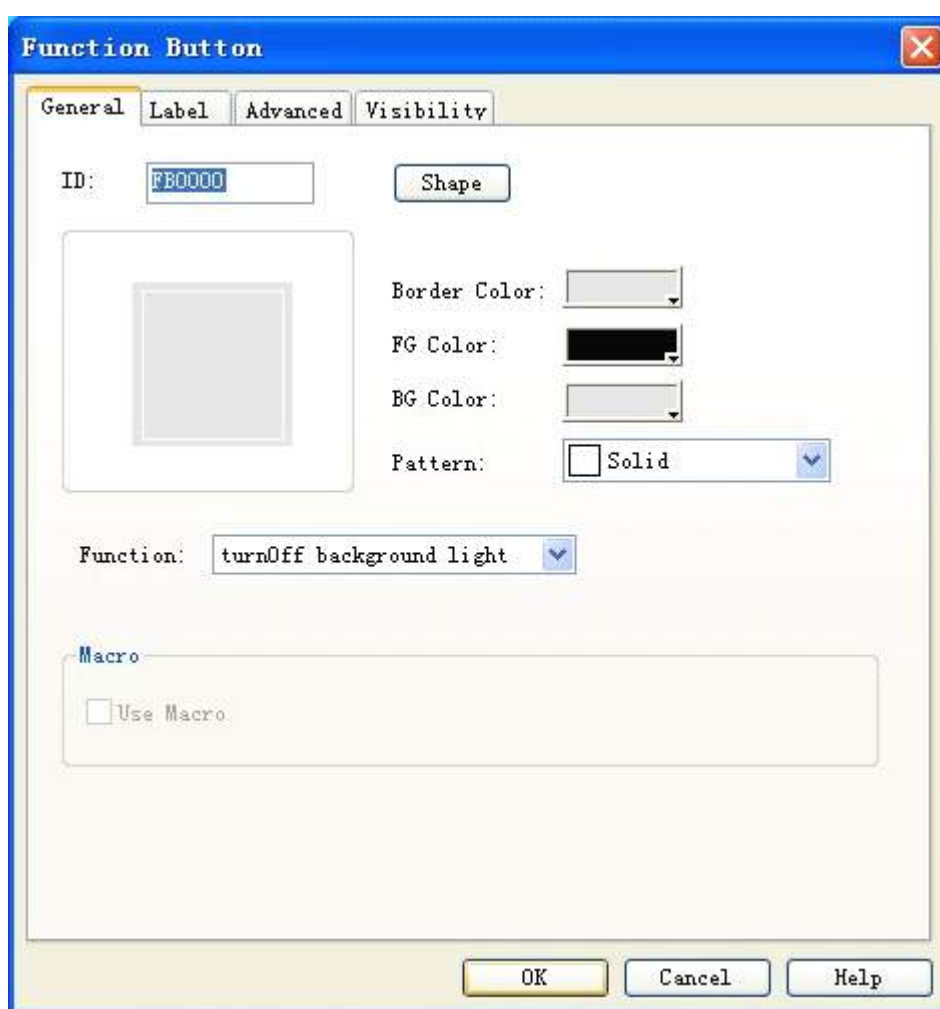 Function Button
General Label Advanced Visibility
ID: FB0000 Shape
Border Color:
FG Color:
BG Color:
Pattern: Solid
Function: turnOff background light
Macro
Use Macro
OK Cancel Help